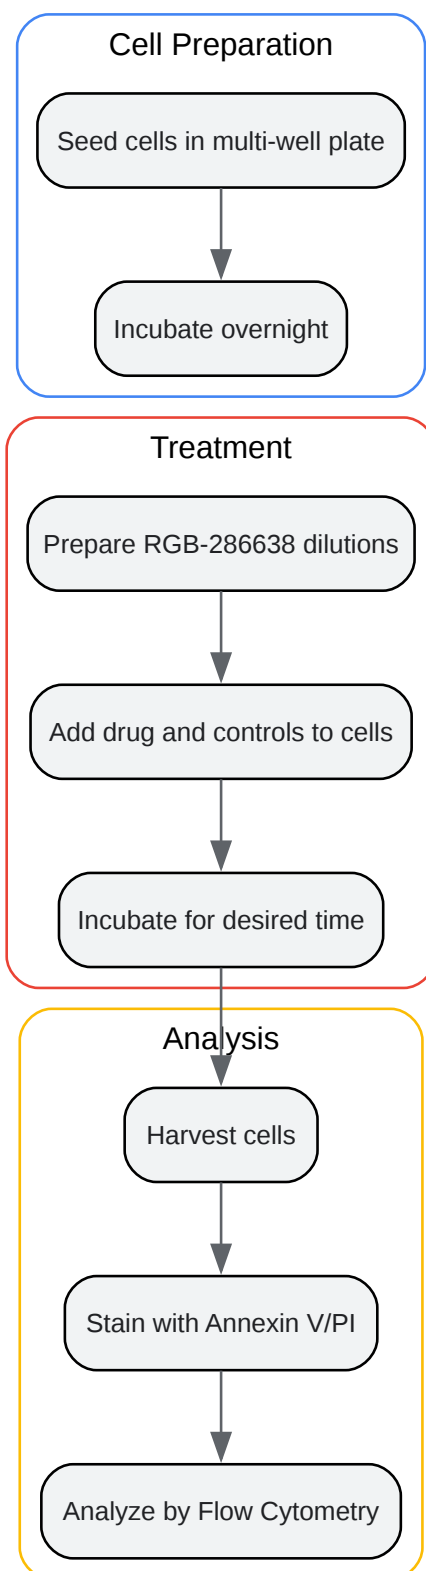 Cell Preparation
Seed cells in multi-well plate
Incubate overnight
Treatment
Prepare RGB-286638 dilutions
Add drug and controls to cells
Incubate for desired time
Analysis
Harvest cells
Stain with Annexin V/PI
Analyze by Flow Cytometry